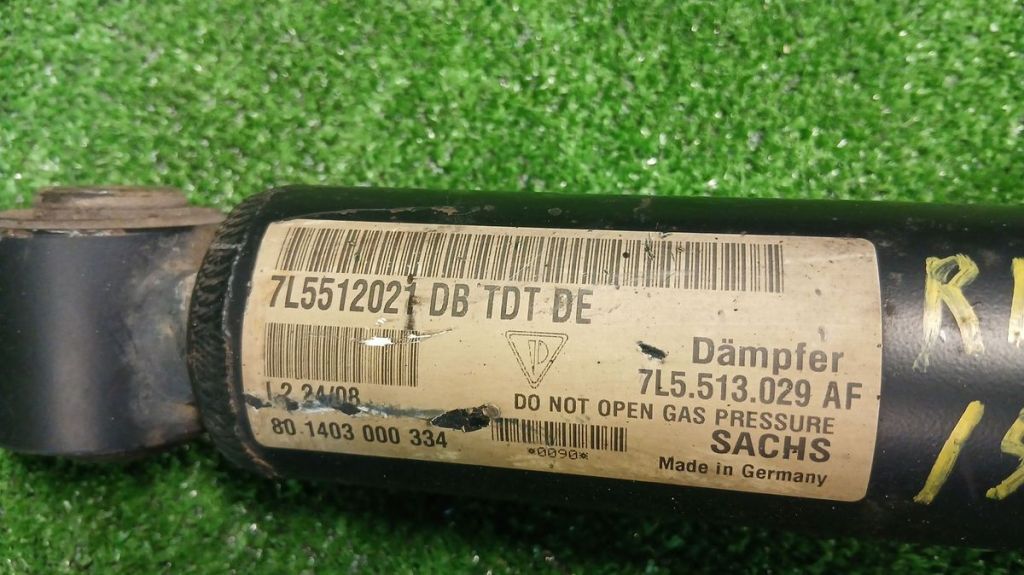 7L5512021 DB TDT DE
Dämpfer
7L5.513.029 AF
L2 24/08
DO NOT OPEN GAS PRESSURE
80 1403 000 334
*0090*
SACHS
Made in Germany